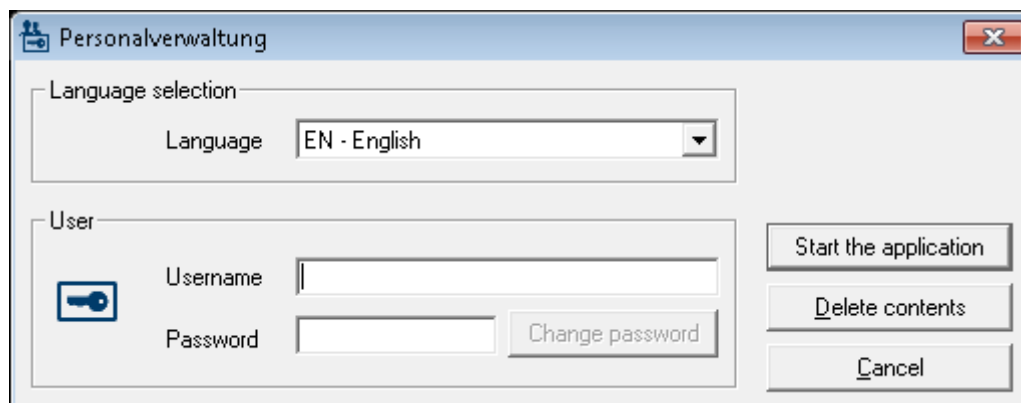 Personalverwaltung
Language selection
Language EN - English
User
Username
Password Change password
Start the application
Delete contents
Cancel